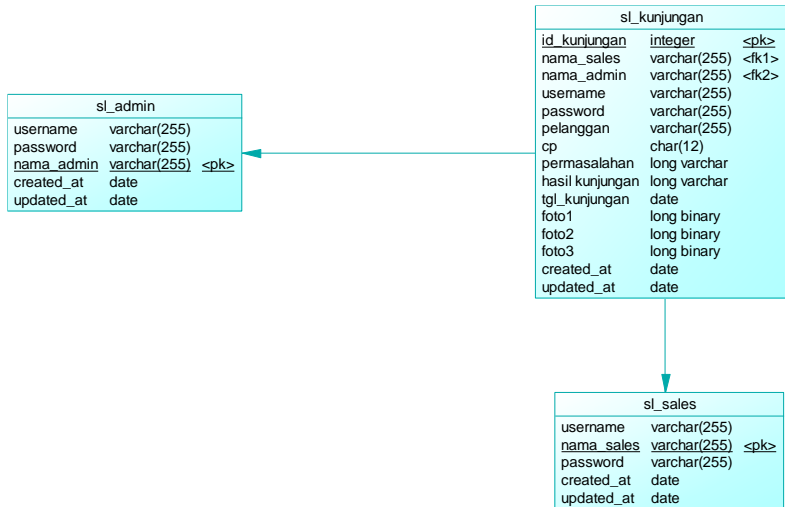 sl_kunjungan
id_kunjungan integer <pk>
nama_sales varchar(255) <fk1>
nama_admin varchar(255) <fk2>
username varchar(255)
password varchar(255)
pelanggan varchar(255)
cp char(12)
permasalahan long varchar
hasil kunjungan long varchar
tgl_kunjungan date
foto1 long binary
foto2 long binary
foto3 long binary
created_at date
updated_at date
sl_admin
username varchar(255)
password varchar(255)
nama_admin varchar(255) <pk>
created_at date
updated_at date
sl_sales
username varchar(255)
nama_sales varchar(255) <pk>
password varchar(255)
created_at date
updated_at date